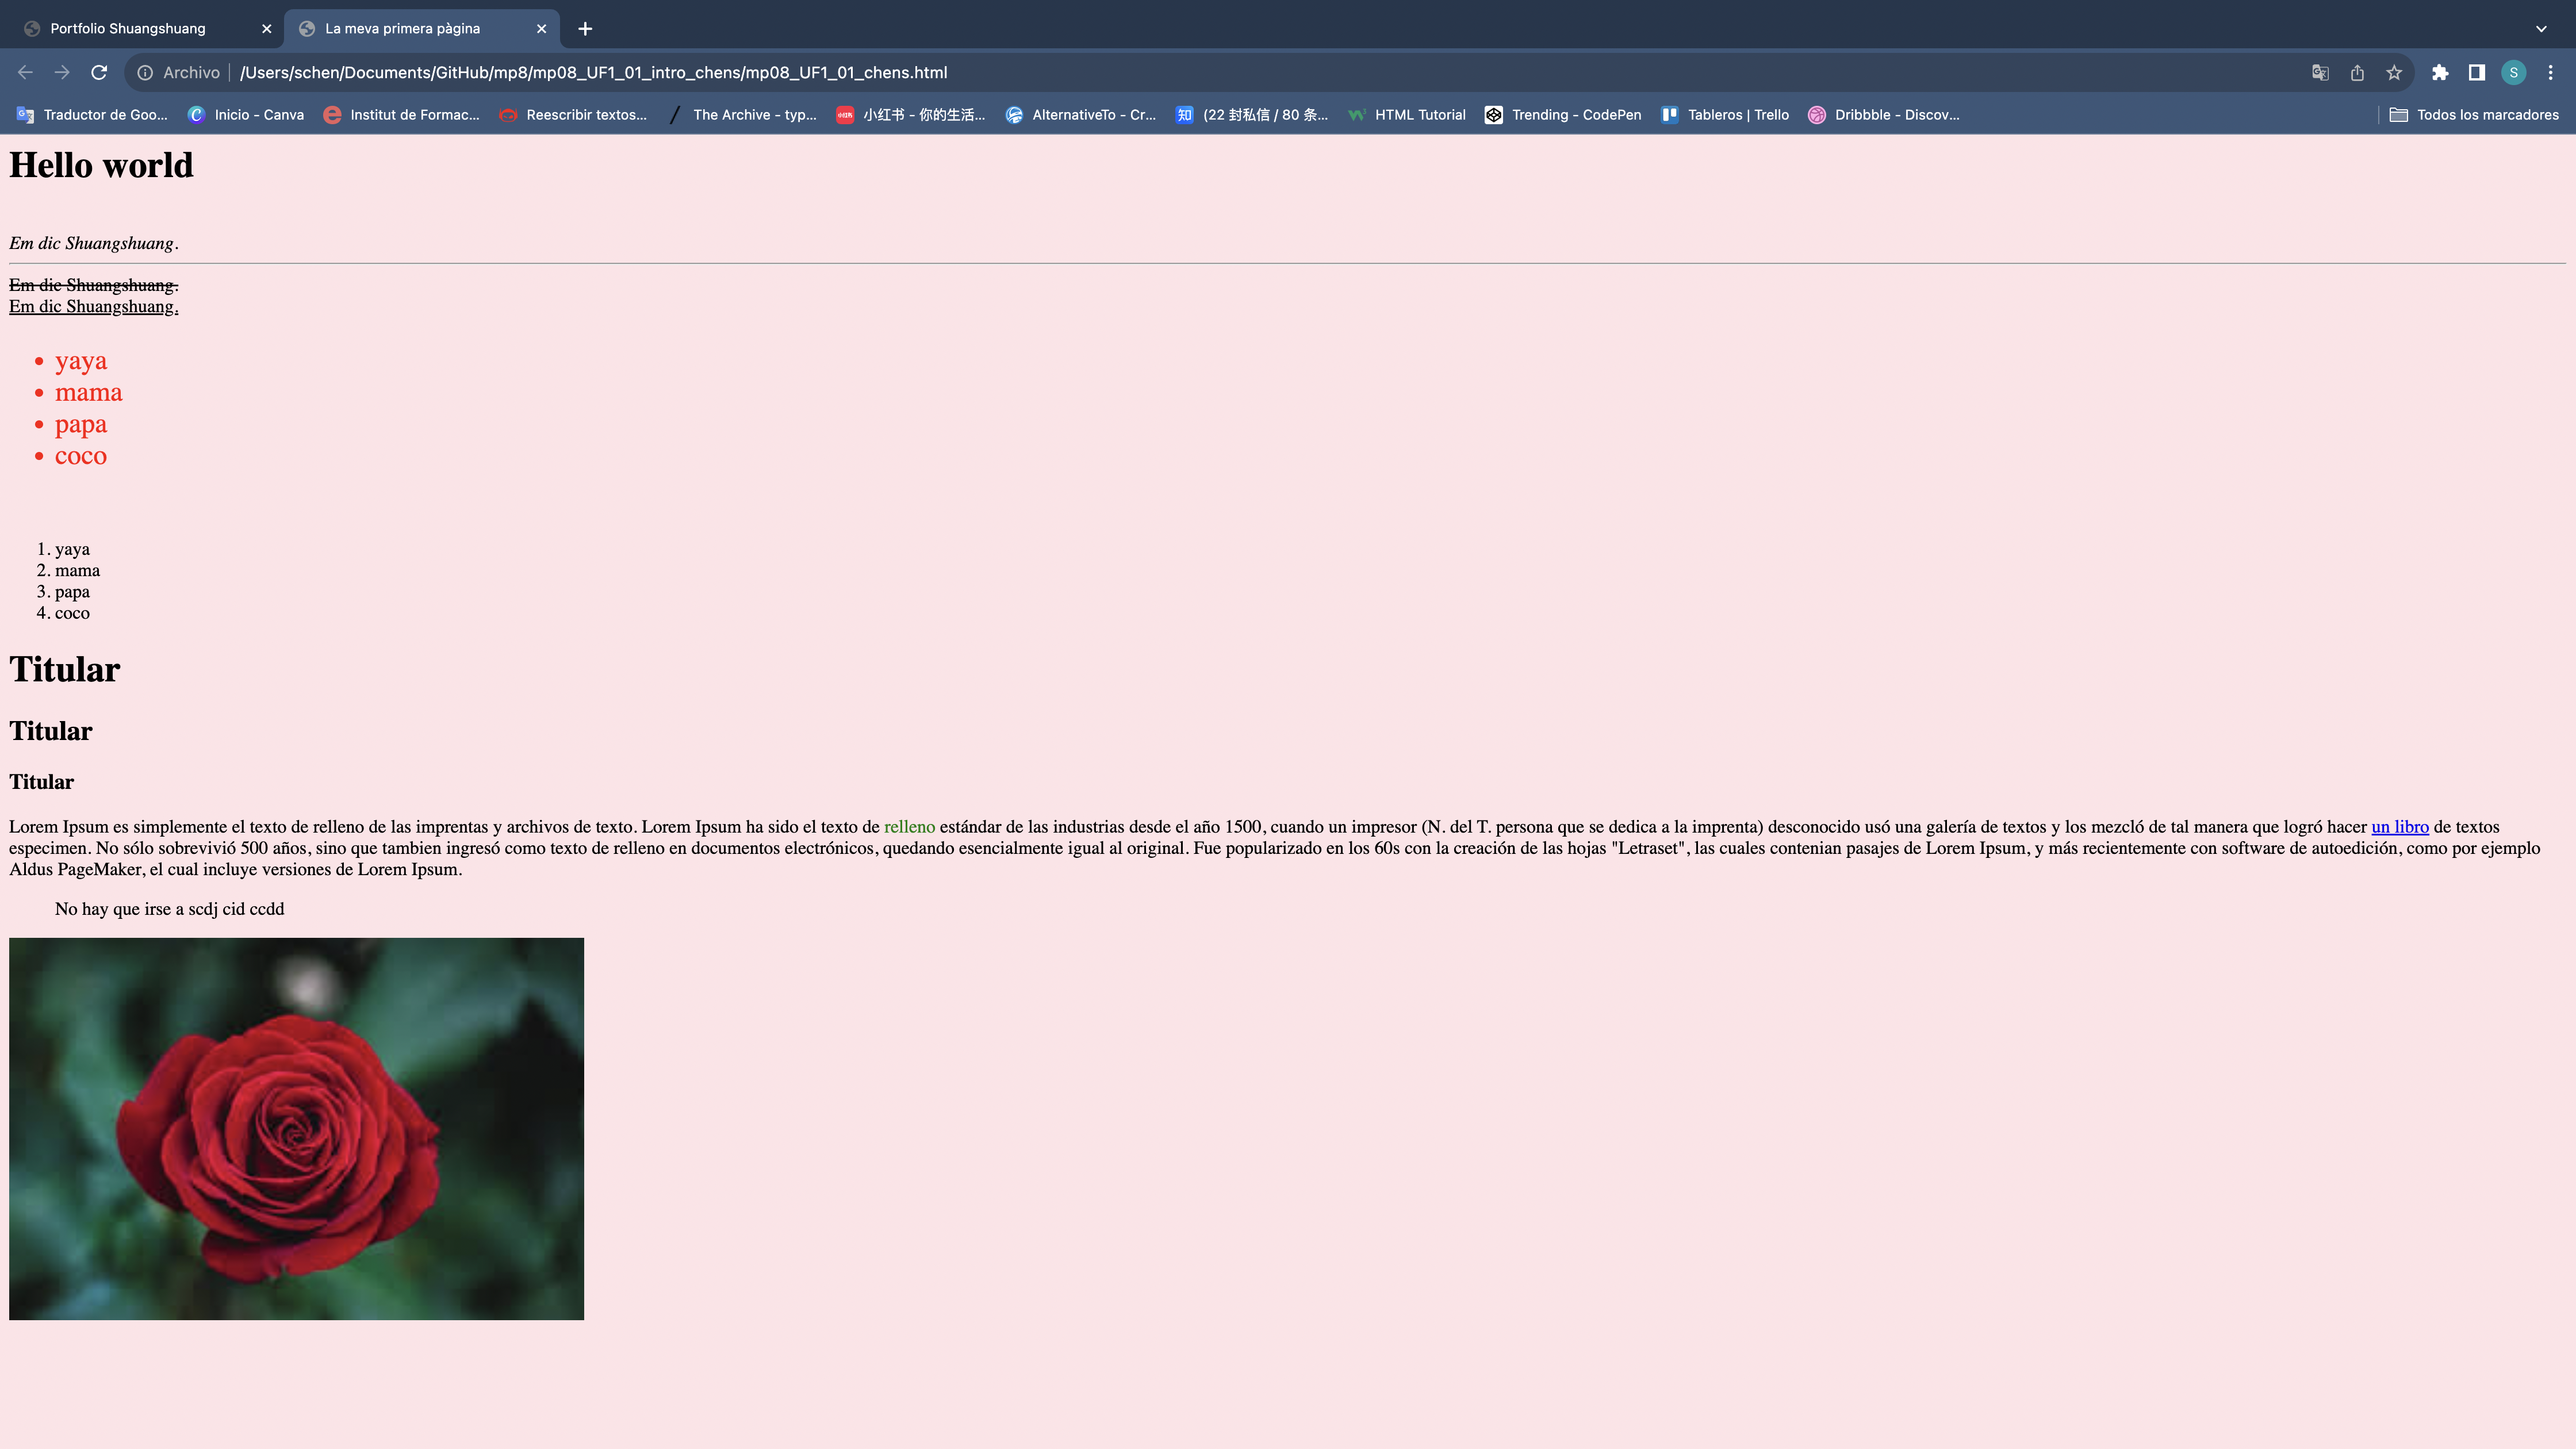 Portfolio Shuangshuang
La meva primera pàgina
Archivo /Users/schen/Documents/GitHub/mp8/mp08_UF1_01_intro_chens/mp08_UF1_01_chens.html
S
Traductor de Goo... Inicio - Canva Institut de Formac... Reescribir textos... The Archive - typ... 小红书 - 你的生活... AlternativeTo - Cr... 知 (22 封私信 / 80 条... HTML Tutorial Trending - CodePen Tableros | Trello Dribbble - Discov... Todos los marcadores
Hello world
Em dic Shuangshuang.
Em dic Shuangshuang.
Em dic Shuangshuang.
• yaya
• mama
• papa
• coco
1. yaya
2. mama
3. papa
4. coco
Titular
Titular
Titular
Lorem Ipsum es simplemente el texto de relleno de las imprentas y archivos de texto. Lorem Ipsum ha sido el texto de relleno estándar de las industrias desde el año 1500, cuando un impresor (N. del T. persona que se dedica a la imprenta) desconocido usó una galería de textos y los mezcló de tal manera que logró hacer un libro de textos
especimen. No sólo sobrevivió 500 años, sino que tambien ingresó como texto de relleno en documentos electrónicos, quedando esencialmente igual al original. Fue popularizado en los 60s con la creación de las hojas "Letraset", las cuales contenian pasajes de Lorem Ipsum, y más recientemente con software de autoedición, como por ejemplo
Aldus PageMaker, el cual incluye versiones de Lorem Ipsum.
No hay que irse a scdj cid ccdd